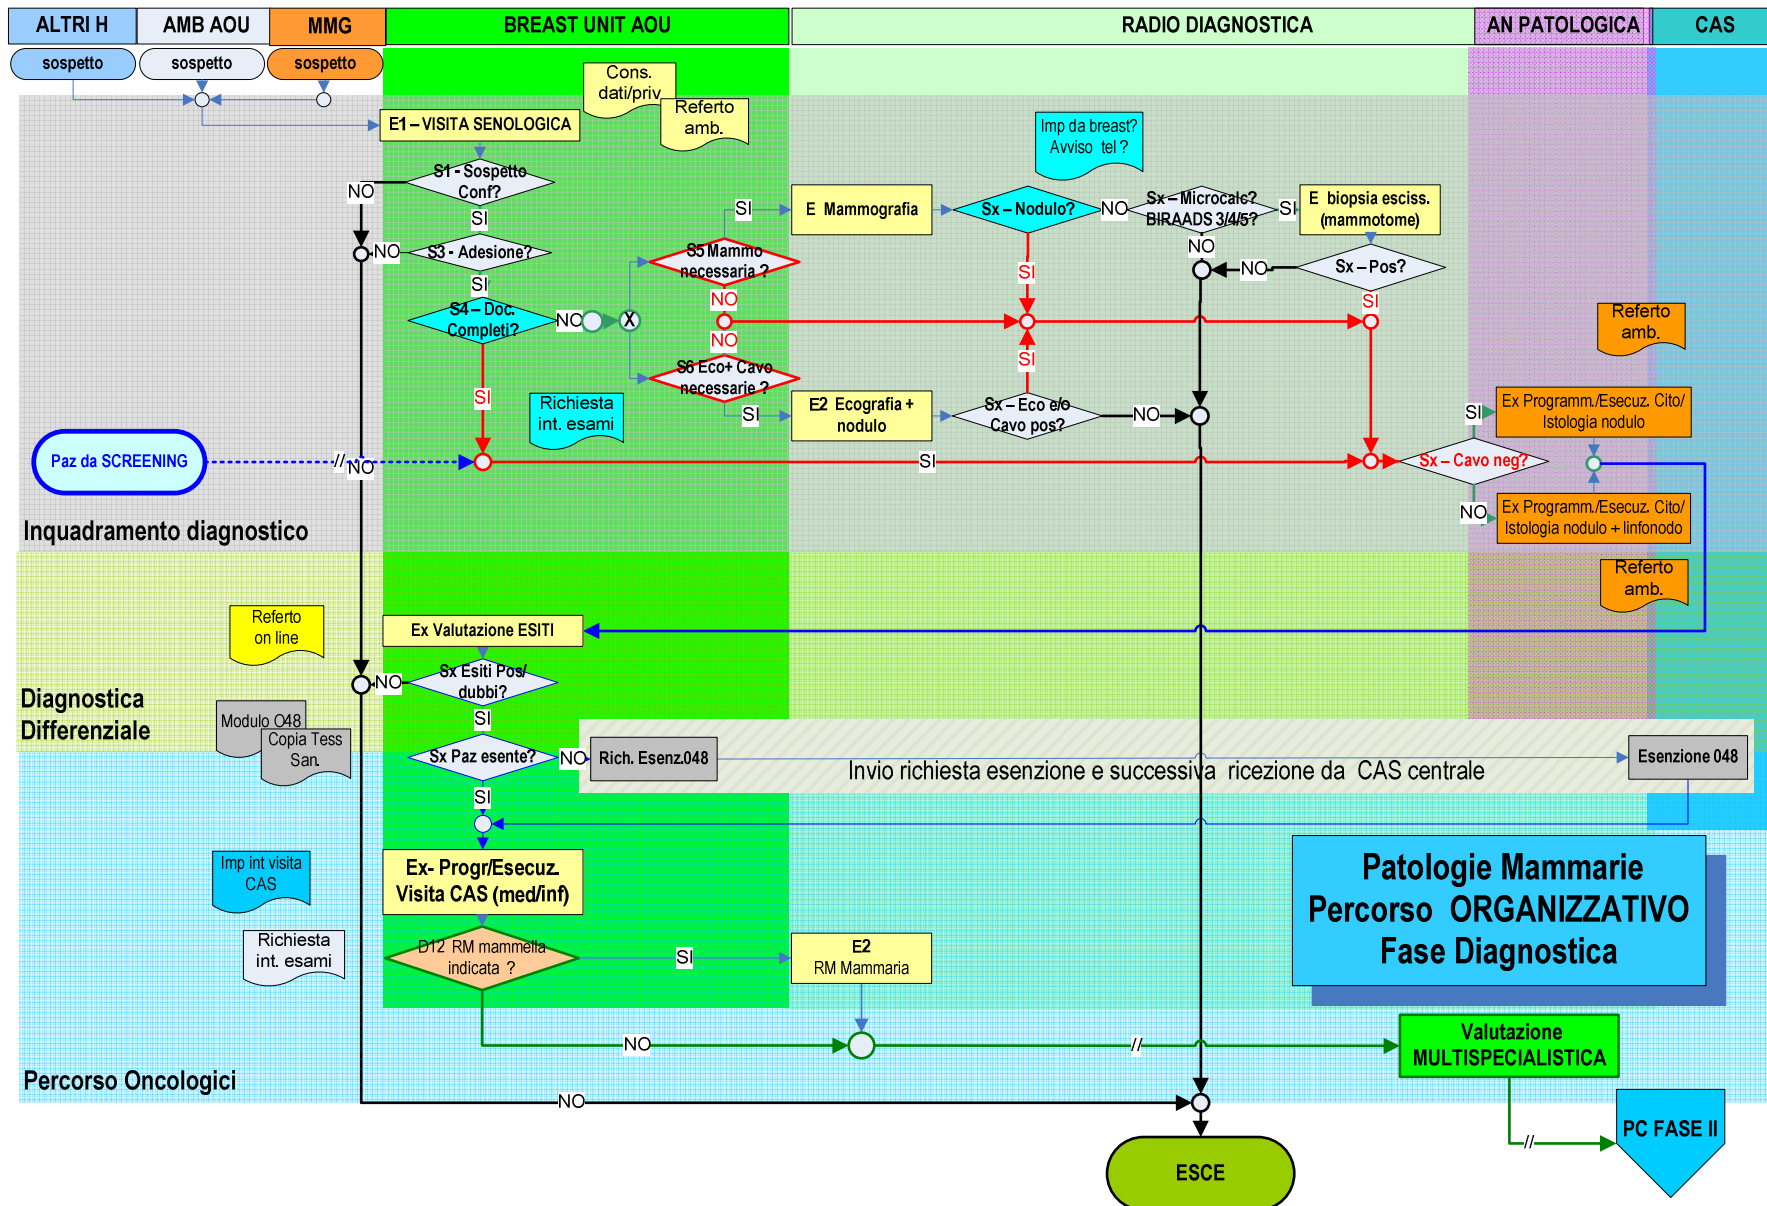 ALTRI H
AMB AOU
MMG
BREAST UNIT AOU
RADIO DIAGNOSTICA
AN PATOLOGICA
CAS
sospetto
sospetto
sospetto
Cons.
dati/priv
Referto
amb.
E1 – VISITA SENOLOGICA
Imp da breast?
Avviso tel ?
S1 - Sospetto
Conf?
NO
SI
SI
E Mammografia
Sx – Nodulo?
NO
Sx – Microcalc?
BIRAADS 3/4/5?
SI
E biopsia esciss.
(mammotome)
S3 - Adesione?
NO
SI
S5 Mammo
necessaria ?
NO
SI
NO
NO
Sx – Pos?
SI
S4 – Doc.
Completi?
NO
X
NO
SI
S6 Eco+ Cavo
necessarie ?
SI
Referto
amb.
SI
Richiesta
int. esami
E2 Ecografia +
nodulo
Sx – Eco e/o
Cavo pos?
NO
Ex Programm./Esecuz. Cito/
Istologia nodulo
SI
Paz da SCREENING
//
NO
SI
Sx – Cavo neg?
NO
Ex Programm./Esecuz. Cito/
Istologia nodulo + linfonodo
Inquadramento diagnostico
Referto
amb.
Referto
on line
Ex Valutazione ESITI
Sx Esiti Pos/
dubbi?
NO
SI
Diagnostica
Differenziale
Modulo O48
Copia Tess
San.
Sx Paz esente?
NO
Rich. Esenz.048
Invio richiesta esenzione e successiva ricezione da CAS centrale
Esenzione 048
SI
Imp int visita
CAS
Ex- Progr/Esecuz.
Visita CAS (med/inf)
Patologie Mammarie
Percorso ORGANIZZATIVO
Fase Diagnostica
Richiesta
int. esami
D12 RM mammella
indicata ?
SI
E2
RM Mammaria
NO
//
Valutazione
MULTISPECIALISTICA
Percorso Oncologici
NO
//
PC FASE II
ESCE